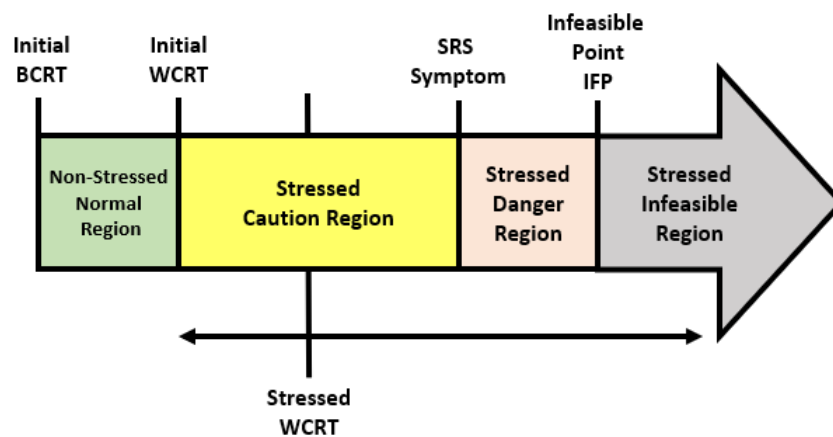 Initial
BCRT
Initial
WCRT
SRS
Symptom
Infeasible
Point
IFP
Non-Stressed
Normal
Region
Stressed
Caution Region
Stressed
Danger
Region
Stressed
Infeasible
Region
Stressed
WCRT